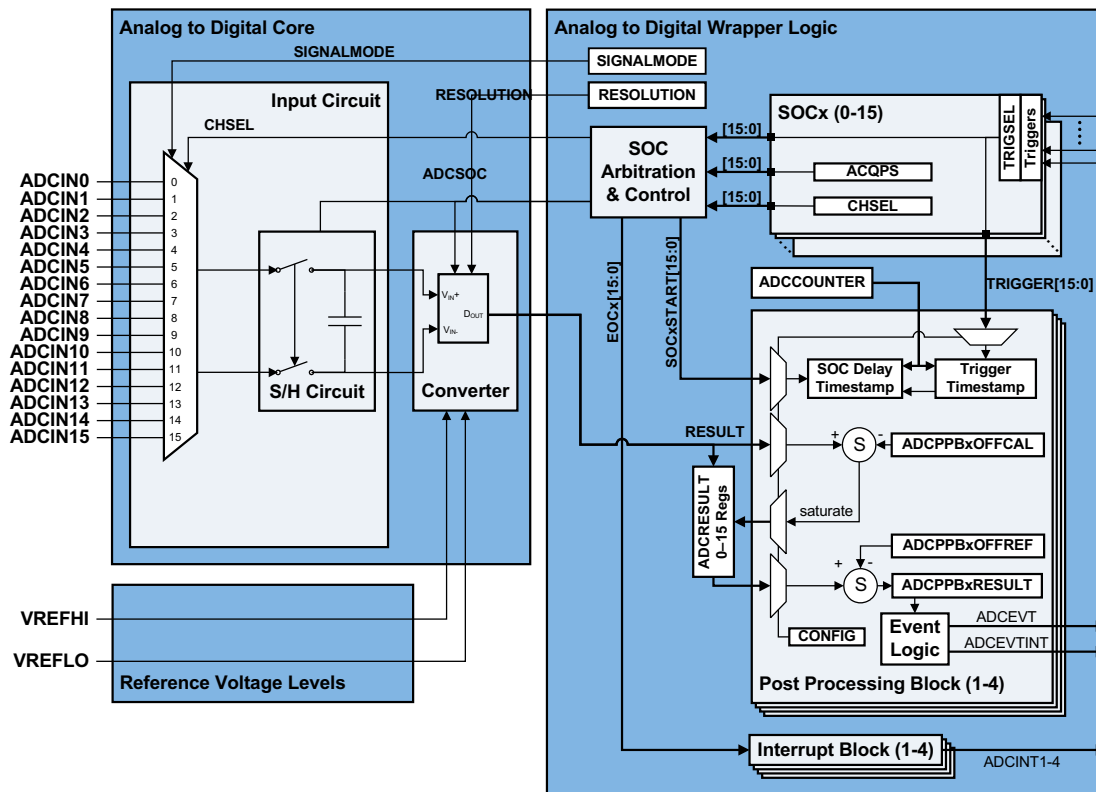 Analog to Digital Core
Analog to Digital Wrapper Logic
SIGNALMODE
SIGNALMODE
Input Circuit
RESOLUTION
RESOLUTION
SOCx (0-15)
TRIGSEL
Triggers
CHSEL
SOC
Arbitration
& Control
[15:0]
[15:0]
[15:0]
ACQPS
CHSEL
ADCSOC
ADCIN0
ADCIN1
ADCIN2
ADCIN3
ADCIN4
ADCIN5
ADCIN6
ADCIN7
ADCIN8
ADCIN9
ADCIN10
ADCIN11
ADCIN12
ADCIN13
ADCIN14
ADCIN15
0
1
2
3
4
5
6
7
8
9
10
11
12
13
14
15
S/H Circuit
VIN+
VIN-
DOUT
Converter
EOCx[15:0]
SOCxSTART[15:0]
ADCCOUNTER
TRIGGER[15:0]
SOC Delay
Timestamp
Trigger
Timestamp
RESULT
+
S
-
ADCPPBxOFFCAL
ADCRESULT
0–15 Regs
saturate
ADCPPBxOFFREF
+
-
S
ADCPPBxRESULT
CONFIG
Event
Logic
ADCEVT
ADCEVTINT
Post Processing Block (1-4)
VREFHI
VREFLO
Reference Voltage Levels
Interrupt Block (1-4)
ADCINT1-4